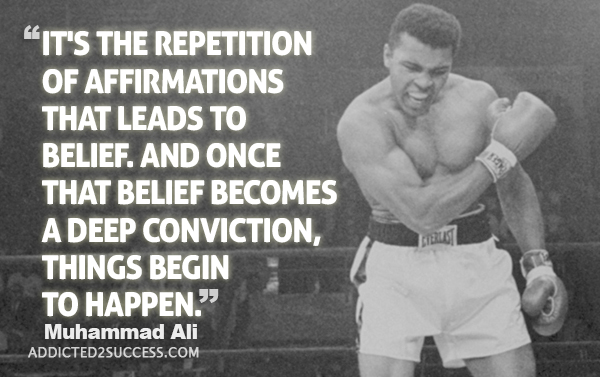 “IT'S THE REPETITION
OF AFFIRMATIONS
THAT LEADS TO
BELIEF. AND ONCE
THAT BELIEF BECOMES
A DEEP CONVICTION,
THINGS BEGIN
TO HAPPEN.”
Muhammad Ali
ADDICTED2SUCCESS.COM
EVERLAST